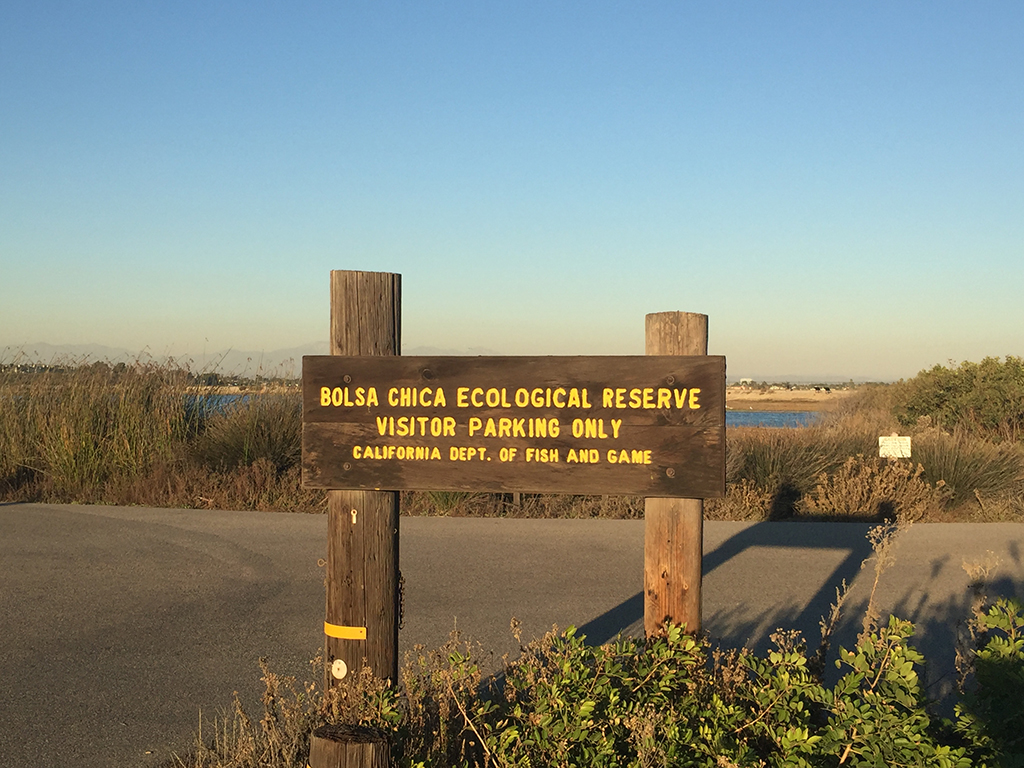 BOLSA CHICA ECOLOGICAL RESERVE
VISITOR PARKING ONLY
CALIFORNIA DEPT. OF FISH AND GAME